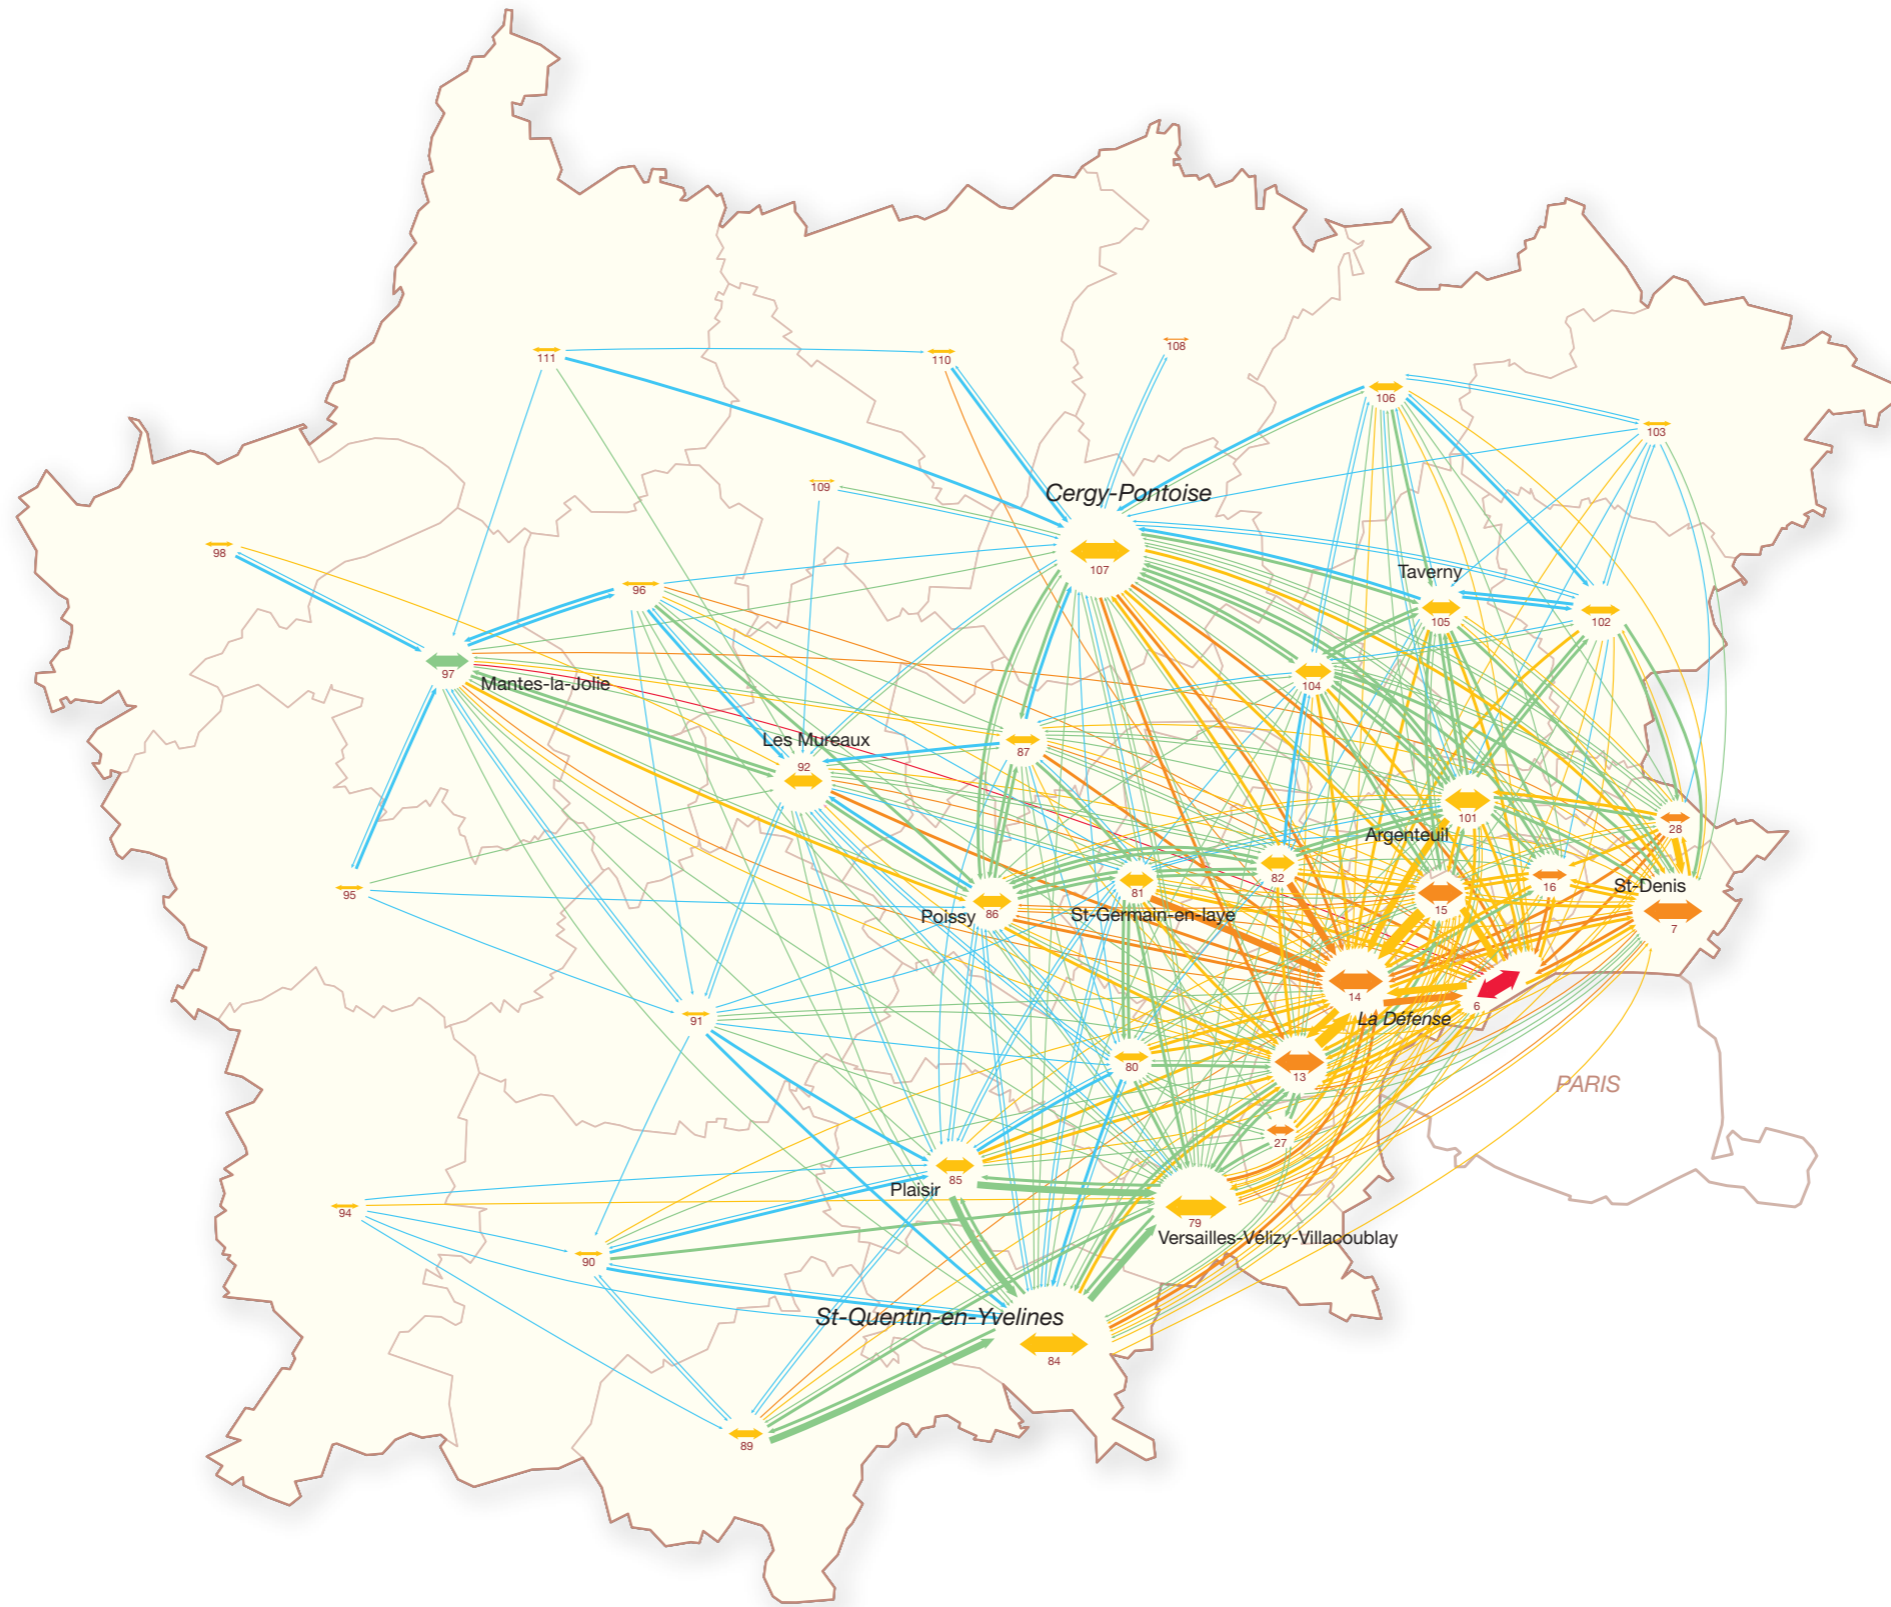 108
111
110
106
103
109
Cergy-Pontoise
98
107
Taverny
96
105
102
97
Mantes-la-Jolie
104
Les Mureaux
87
92
101
28
Argenteuil
82
16
St-Denis
95
81
15
Poissy
86
St-Germain-en-laye
7
14
6
91
La Défense
80
13
PARIS
27
85
Plaisir
94
79
Versailles-Vélizy-Villacoublay
90
St-Quentin-en-Yvelines
84
89